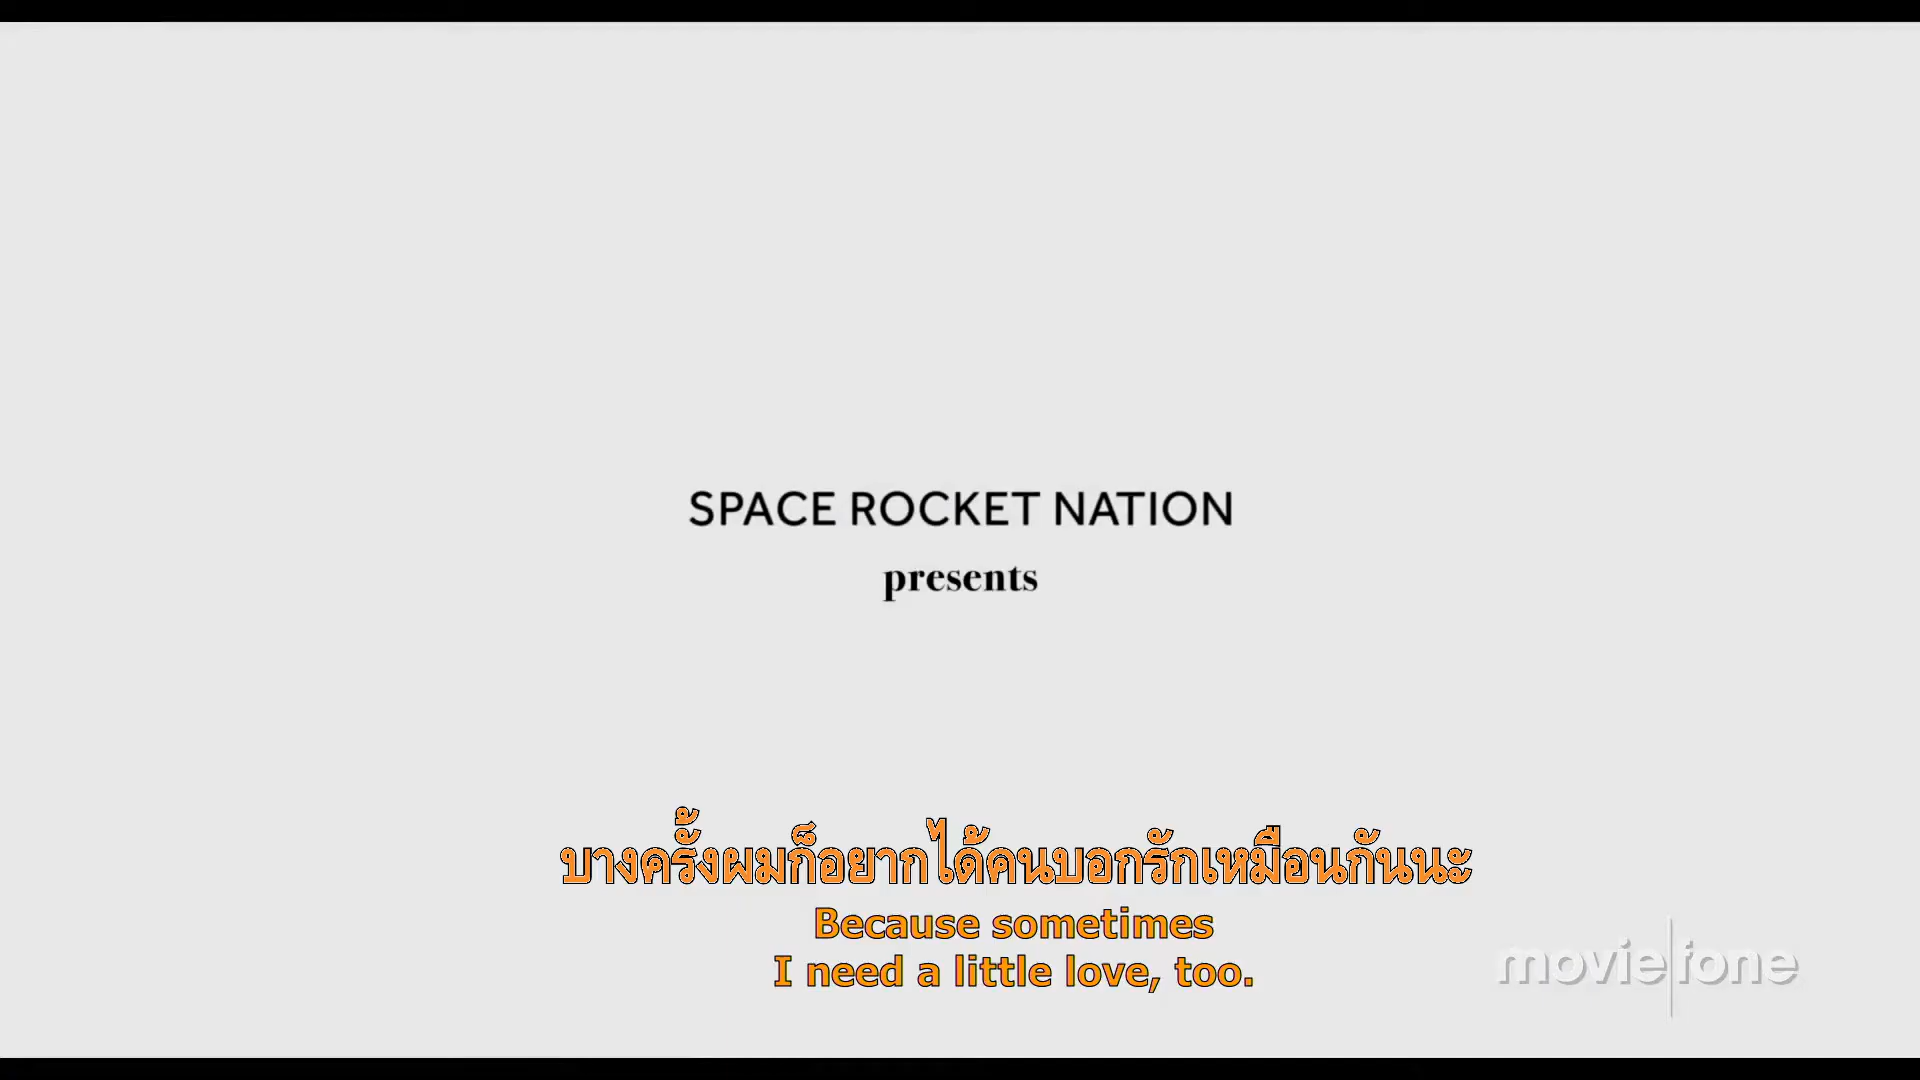 SPACE ROCKET NATION
presents
บางครั้งผมก็อยากได้คนบอกรักเหมือนกันนะ
Because sometimes
I need a little love, too.
moviefone